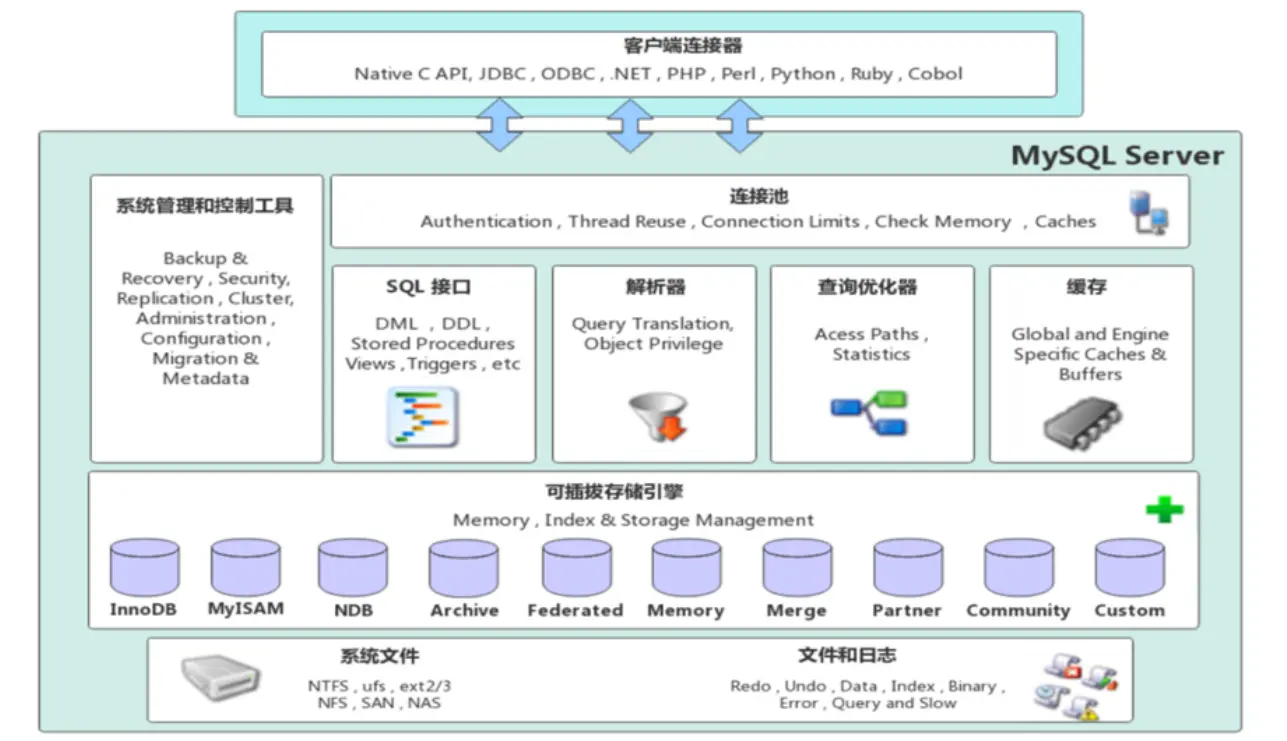 客户端连接器
Native C API, JDBC , ODBC , .NET , PHP , Perl , Python , Ruby , Cobol
MySQL Server
系统管理和控制工具
Backup &
Recovery , Security,
Replication , Cluster,
Administration ,
Configuration ,
Migration &
Metadata
连接池
Authentication , Thread Reuse , Connection Limits , Check Memory , Caches
SQL 接口
DML , DDL ,
Stored Procedures
Views ,Triggers , etc
解析器
Query Translation,
Object Privilege
查询优化器
Acess Paths ,
Statistics
缓存
Global and Engine
Specific Caches &
Buffers
可插拔存储引擎
Memory , Index & Storage Management
InnoDB
MyISAM
NDB
Archive
Federated
Memory
Merge
Partner
Community
Custom
系统文件
NTFS , ufs , ext2/3
NFS , SAN , NAS
文件和日志
Redo , Undo , Data , Index , Binary ,
Error , Query and Slow